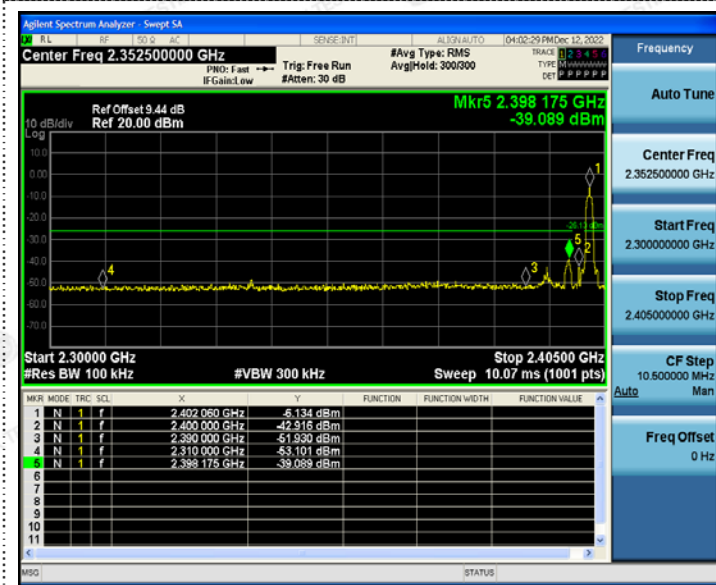 Agilent Spectrum Analyzer - Swept SA
RL RF 50 Ω AC SENSE:INT ALIGNAUTO 04:02:29 PM Dec 12, 2022
Center Freq 2.352500000 GHz
PNO: Fast Trig: Free Run #Avg Type: RMS TRACE 1 2 3 4 5 6
IFGain:Low #Atten: 30 dB Avg|Hold: 300/300 TYPE M
DET P P P P P P
Frequency
Auto Tune
Center Freq
2.352500000 GHz
Start Freq
2.300000000 GHz
Stop Freq
2.405000000 GHz
CF Step
10.500000 MHz
Auto Man
Freq Offset
0 Hz
Ref Offset 9.44 dB Mkr5 2.398 175 GHz
10 dB/div Ref 20.00 dBm -39.089 dBm
Log
10.0
0.00
-10.0
-20.0
-30.0
-40.0
-50.0
-60.0
-70.0
1
5
2
3
4
Start 2.30000 GHz Stop 2.40500 GHz
#Res BW 100 kHz #VBW 300 kHz Sweep 10.07 ms (1001 pts)
MKR MODE TRC SCL X Y FUNCTION FUNCTION WIDTH FUNCTION VALUE
1 N 1 f 2.402 060 GHz -6.134 dBm
2 N 1 f 2.400 000 GHz -42.916 dBm
3 N 1 f 2.390 000 GHz -51.930 dBm
4 N 1 f 2.310 000 GHz -53.101 dBm
5 N 1 f 2.398 175 GHz -39.089 dBm
6
7
8
9
10
11
MSG STATUS